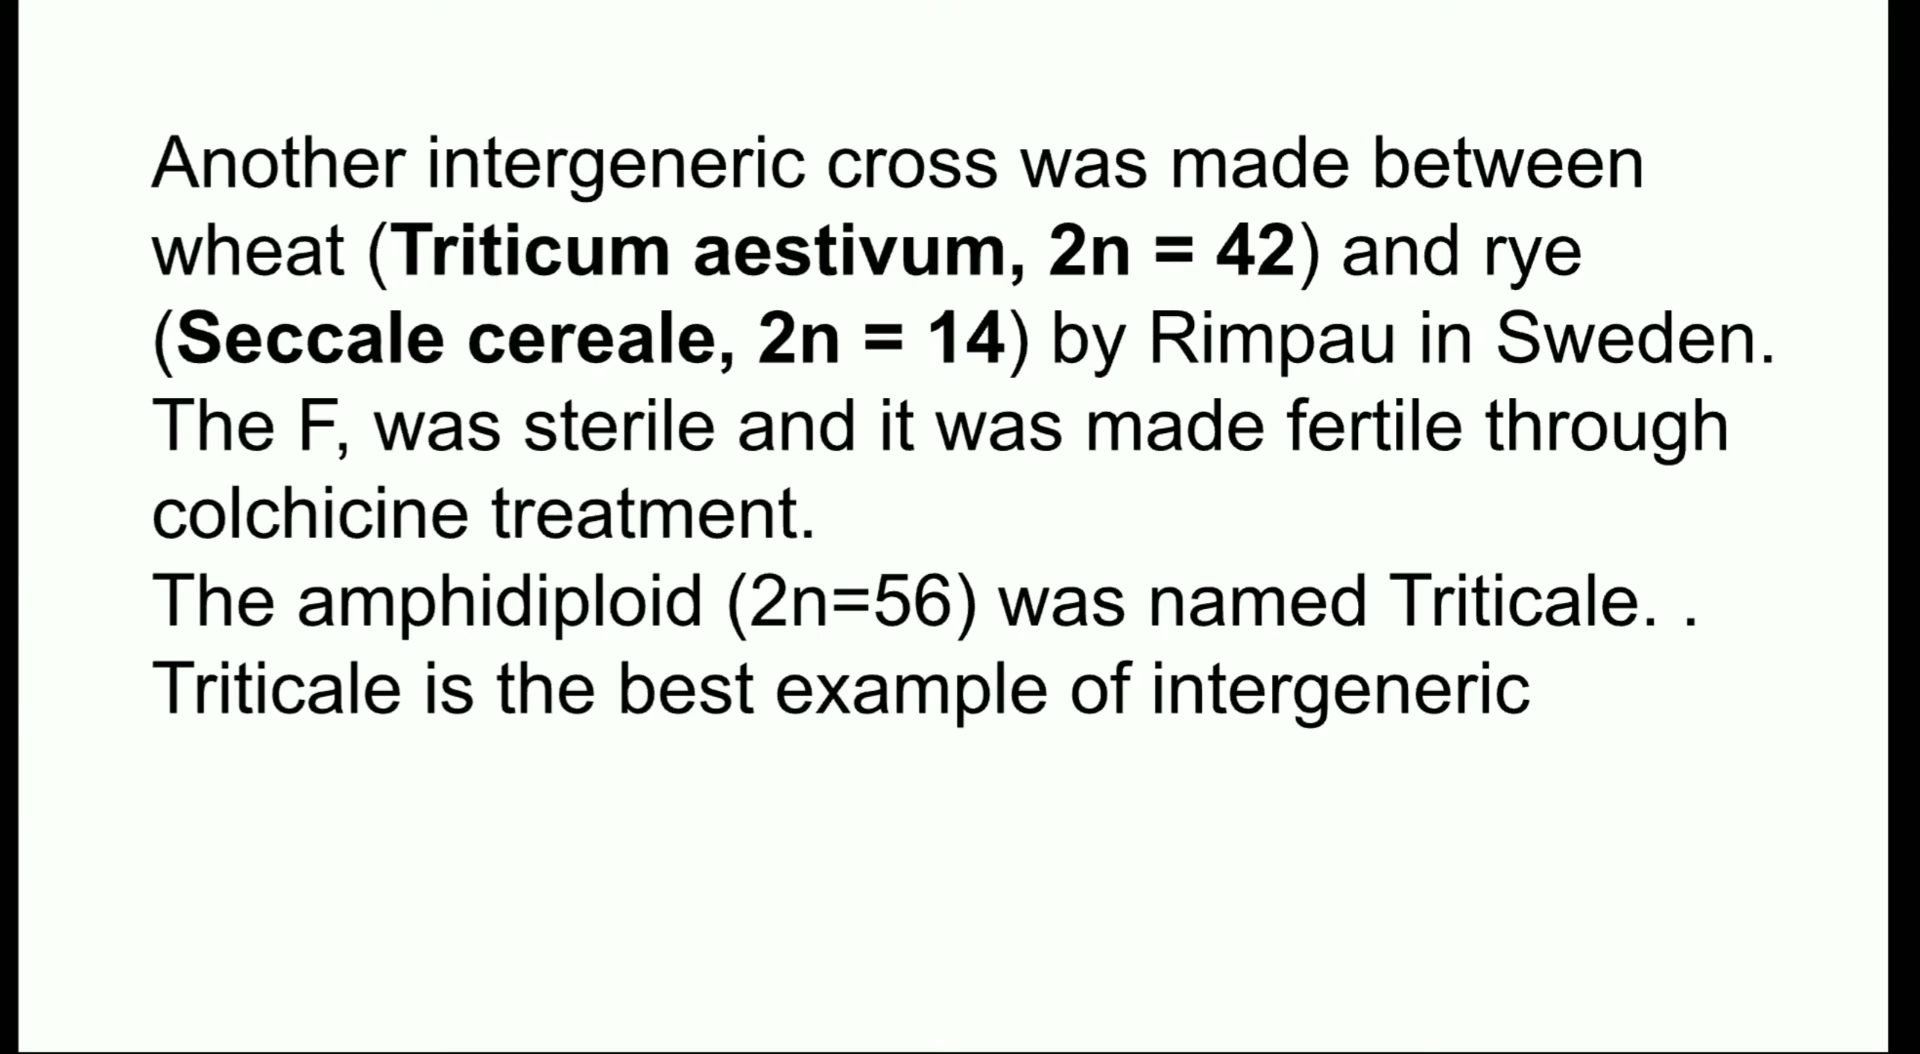 Another intergeneric cross was made between
wheat (Triticum aestivum, 2n = 42) and rye
(Seccale cereale, 2n = 14) by Rimpau in Sweden.
The F, was sterile and it was made fertile through
colchicine treatment.
The amphidiploid (2n=56) was named Triticale. .
Triticale is the best example of intergeneric